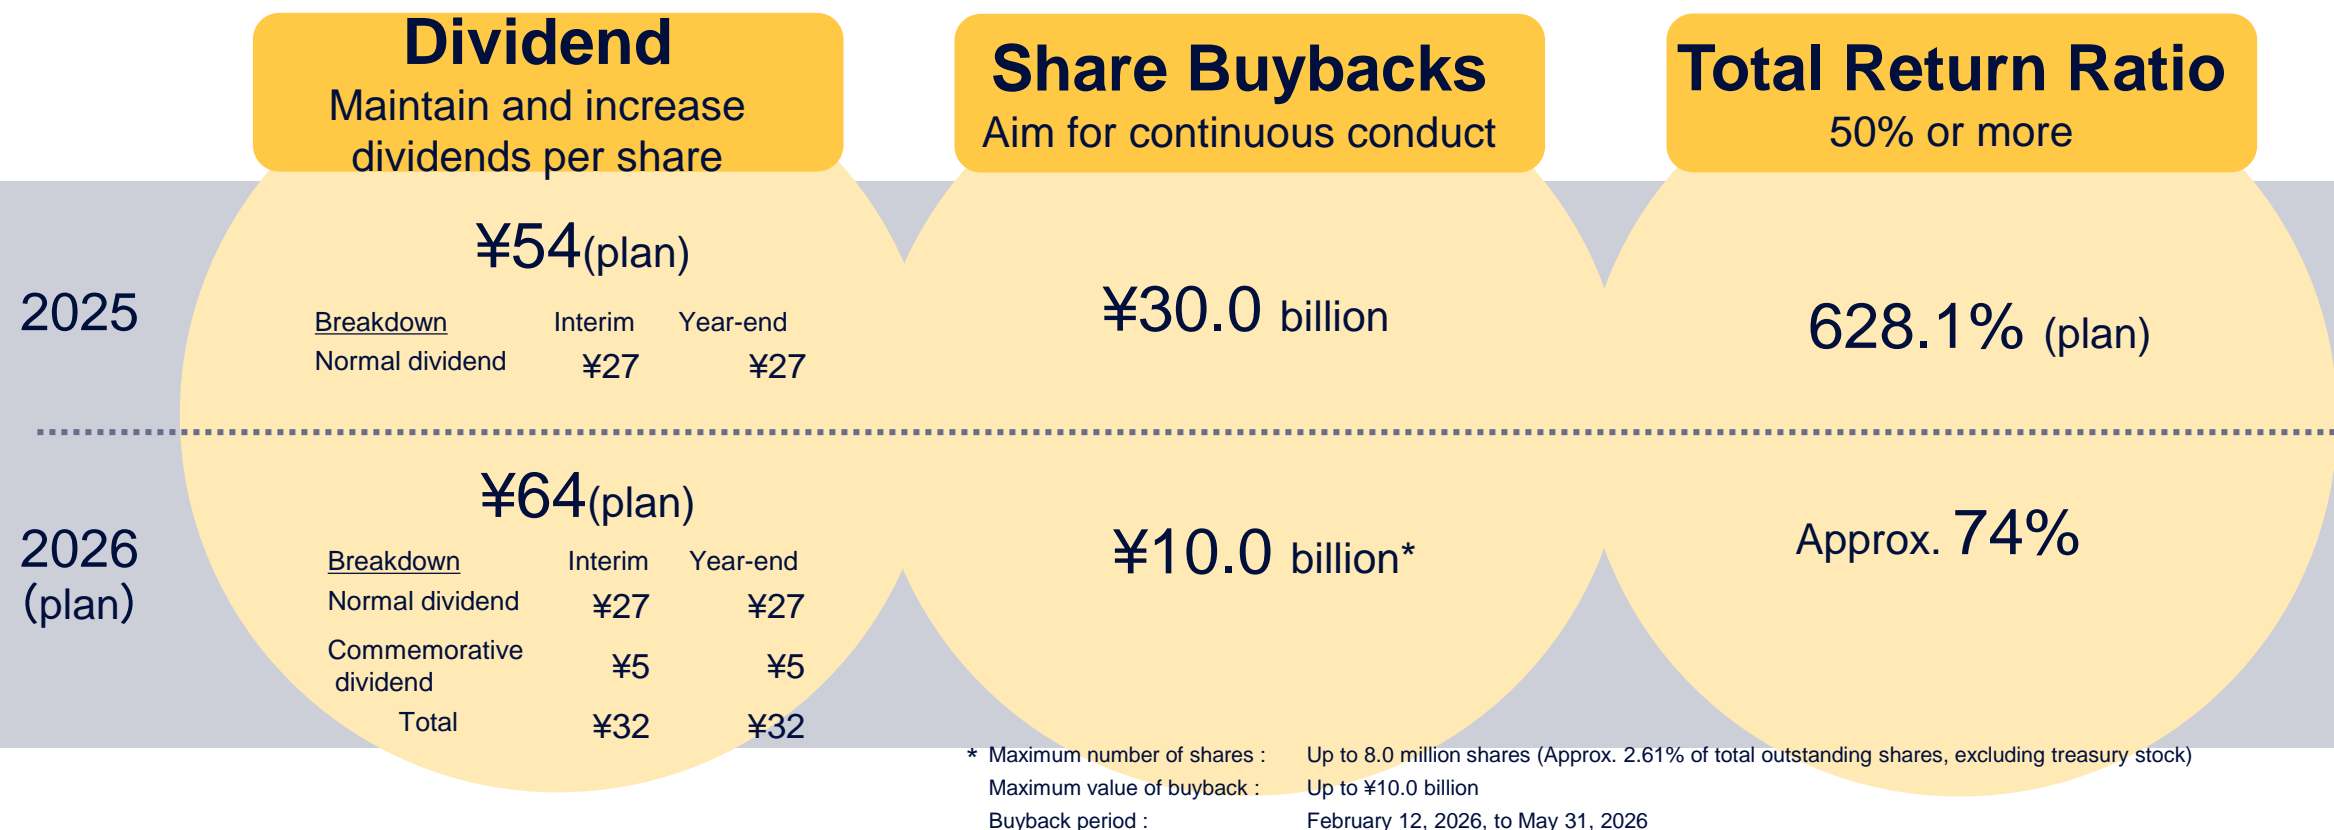 Dividend
Maintain and increase
dividends per share
Share Buybacks
Aim for continuous conduct
Total Return Ratio
50% or more
2025
¥54(plan)
Breakdown Interim Year-end
Normal dividend ¥27 ¥27
¥30.0 billion
628.1% (plan)
2026
(plan)
¥64(plan)
Breakdown Interim Year-end
Normal dividend ¥27 ¥27
Commemorative
dividend ¥5 ¥5
Total ¥32 ¥32
¥10.0 billion*
Approx. 74%
* Maximum number of shares : Up to 8.0 million shares (Approx. 2.61% of total outstanding shares, excluding treasury stock)
Maximum value of buyback : Up to ¥10.0 billion
Buyback period : February 12, 2026, to May 31, 2026